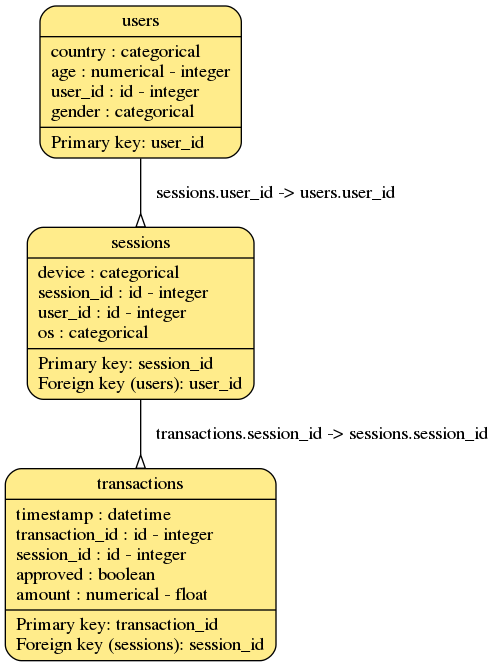 users
country : categorical
age : numerical - integer
user_id : id - integer
gender : categorical
Primary key: user_id
sessions.user_id -> users.user_id
sessions
device : categorical
session_id : id - integer
user_id : id - integer
os : categorical
Primary key: session_id
Foreign key (users): user_id
transactions.session_id -> sessions.session_id
transactions
timestamp : datetime
transaction_id : id - integer
session_id : id - integer
approved : boolean
amount : numerical - float
Primary key: transaction_id
Foreign key (sessions): session_id